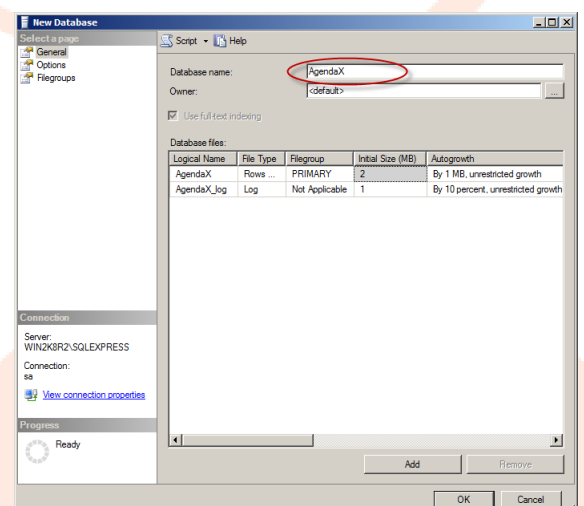 New Database
Select a page
General
Options
Filegroups
Script Help
Database name: AgendaX
Owner: <default> ...
Use full-text indexing
Database files:
Logical Name File Type Filegroup Initial Size (MB) Autogrowth
AgendaX Rows ... PRIMARY 2 By 1 MB, unrestricted growth
AgendaX_log Log Not Applicable 1 By 10 percent, unrestricted growth
Connection
Server:
WIN2K8R2\SQLEXPRESS
Connection:
sa
View connection properties
Progress
Ready
Add Remove
OK Cancel